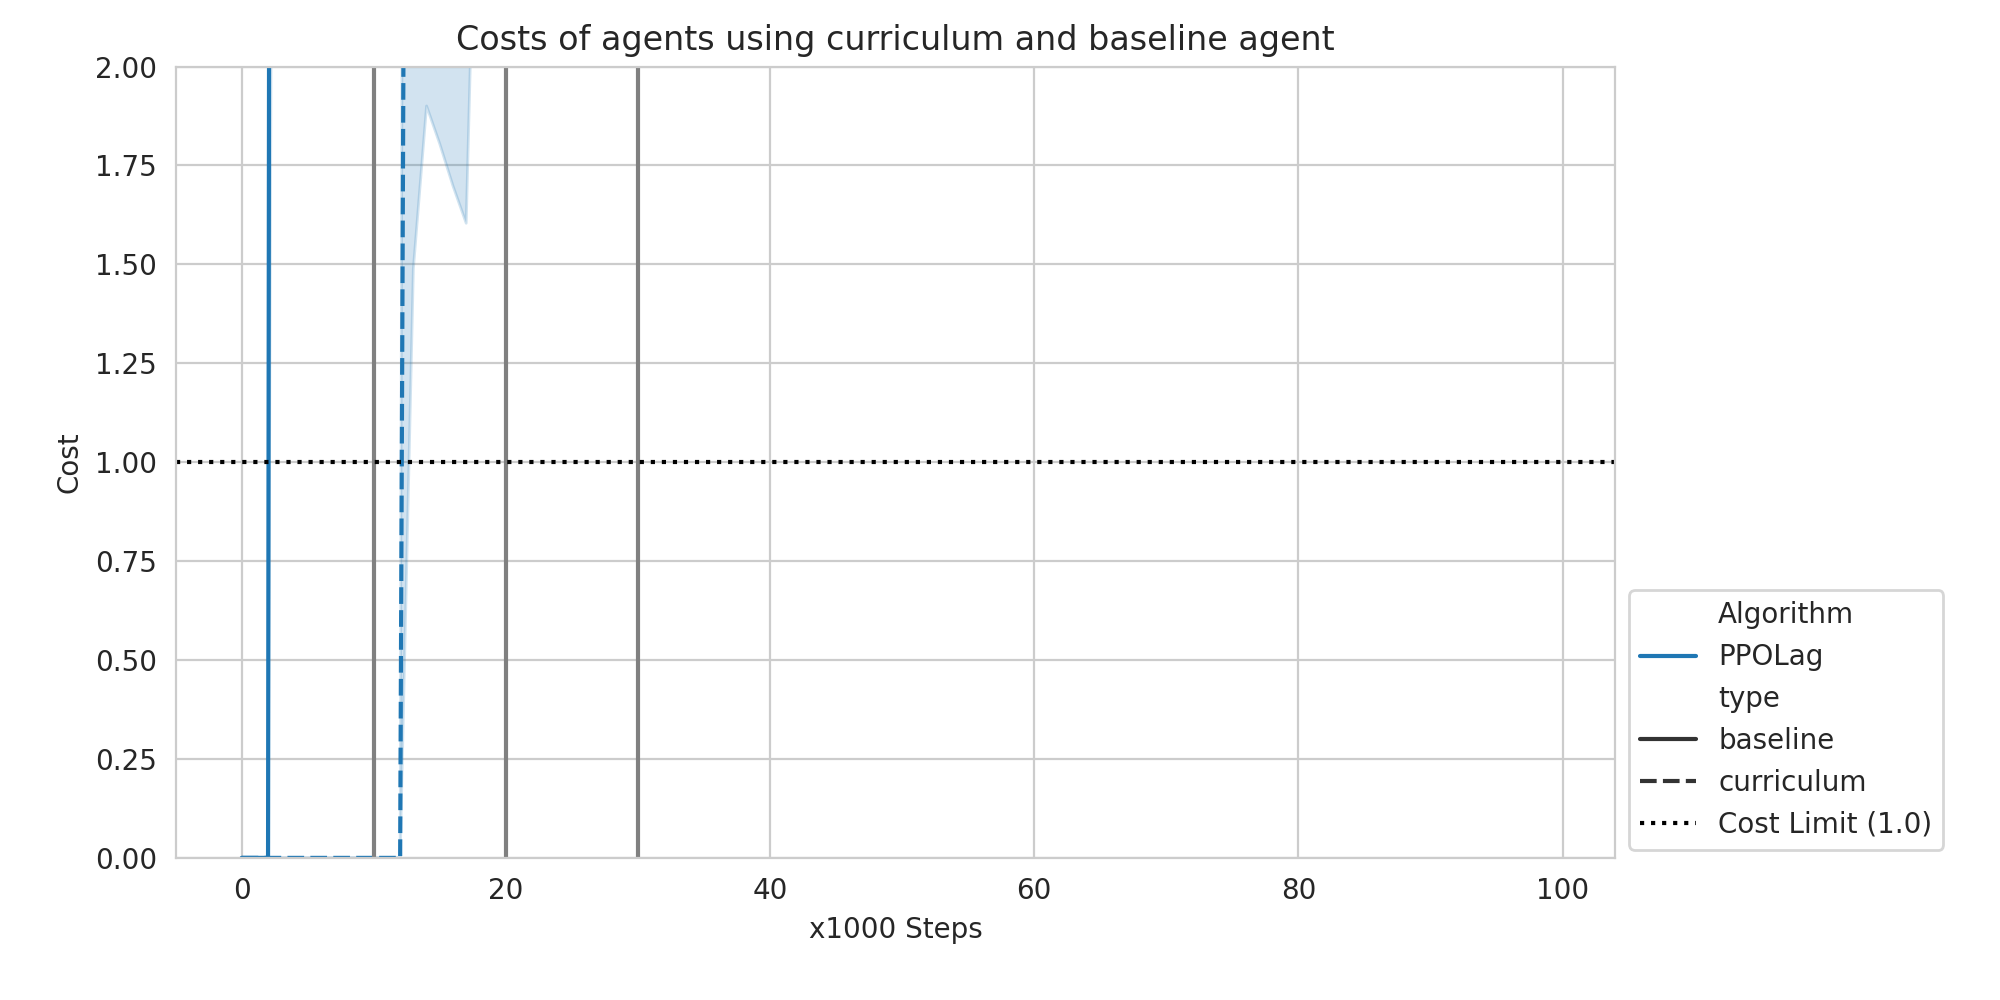 Costs of agents using curriculum and baseline agent
2.00
1.75
1.50
1.25
1.00
0.75
0.50
0.25
0.00
Cost
0 20 40 60 80 100
x1000 Steps
Algorithm
PPOLag
type
baseline
curriculum
Cost Limit (1.0)